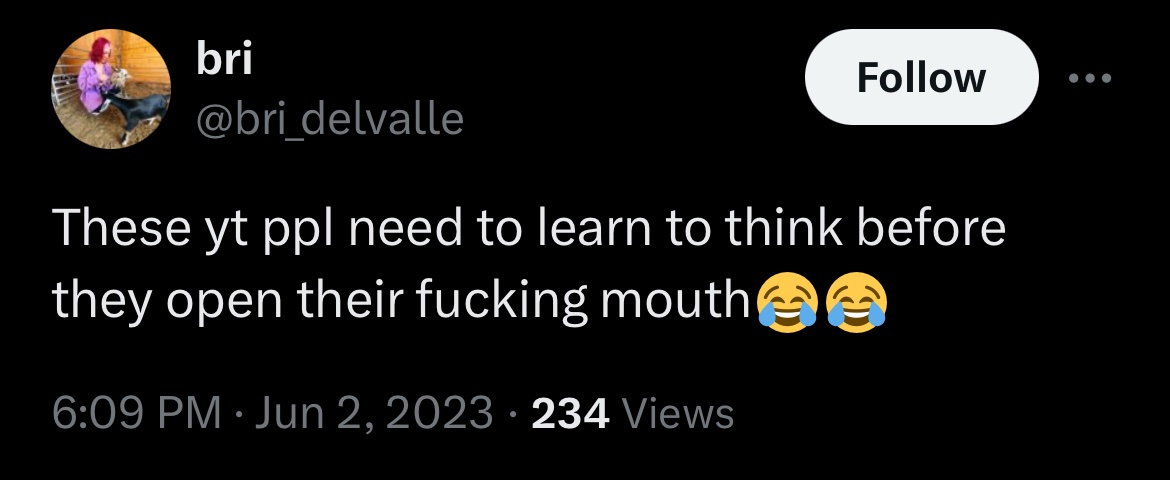 bri
@bri_delvalle
Follow
These yt ppl need to learn to think before
they open their fucking mouth😂😂
6:09 PM · Jun 2, 2023 · 234 Views